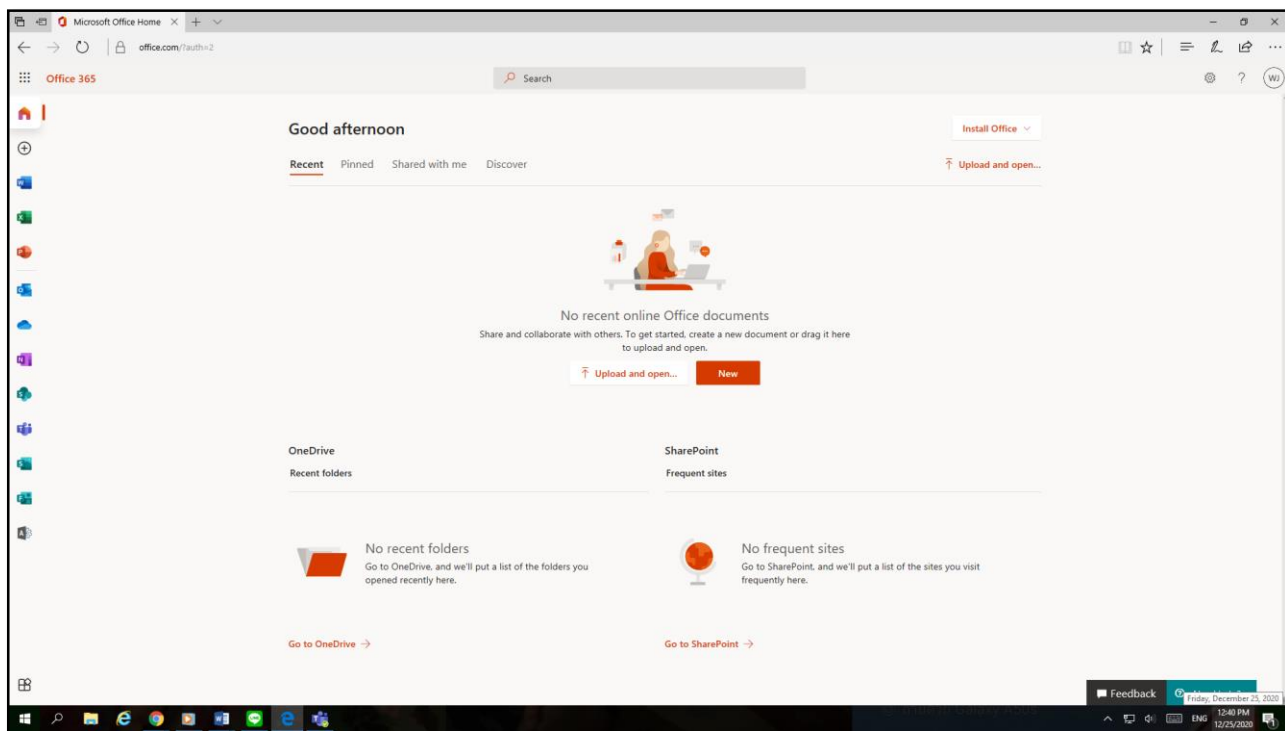 Microsoft Office Home
office.com/?auth=2
Office 365
Search
WJ
Good afternoon
Install Office
Recent Pinned Shared with me Discover
Upload and open...
No recent online Office documents
Share and collaborate with others. To get started, create a new document or drag it here
to upload and open.
Upload and open... New
OneDrive
Recent folders
SharePoint
Frequent sites
No recent folders
Go to OneDrive, and we'll put a list of the folders you
opened recently here.
No frequent sites
Go to SharePoint, and we'll put a list of the sites you visit
frequently here.
Go to OneDrive →
Go to SharePoint →
Feedback
Friday, December 25, 2020
ENG
12:40 PM
12/25/2020